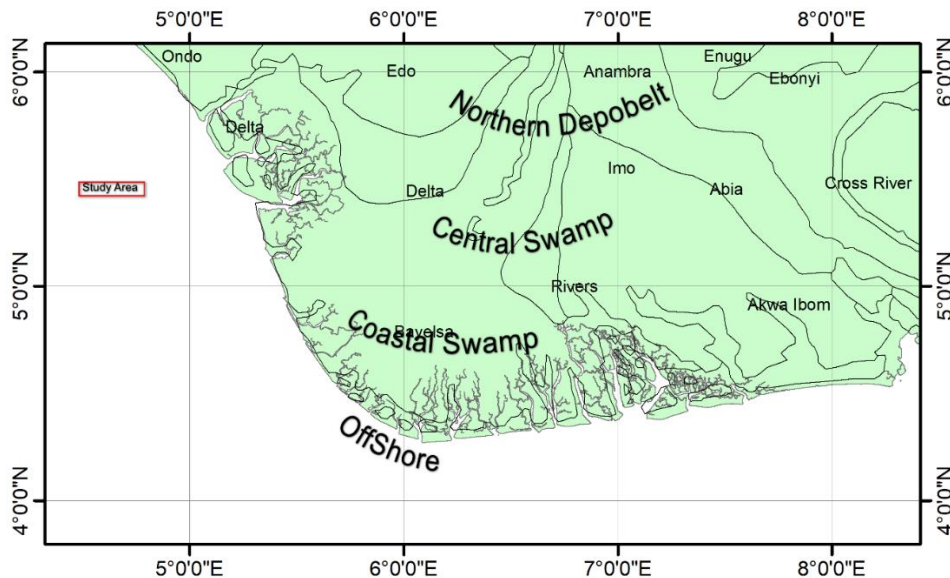 5°0'0"E 6°0'0"E 7°0'0"E 8°0'0"E
6°0'0"N
6°0'0"N
Ondo
Edo
Anambra
Enugu
Ebonyi
Northern Depobelt
Delta
Study Area
Delta
Imo
Abia
Cross River
Central Swamp
5°0'0"N
5°0'0"N
Rivers
Akwa Ibom
Bayelsa
Coastal Swamp
OffShore
4°0'0"N
4°0'0"N
5°0'0"E 6°0'0"E 7°0'0"E 8°0'0"E